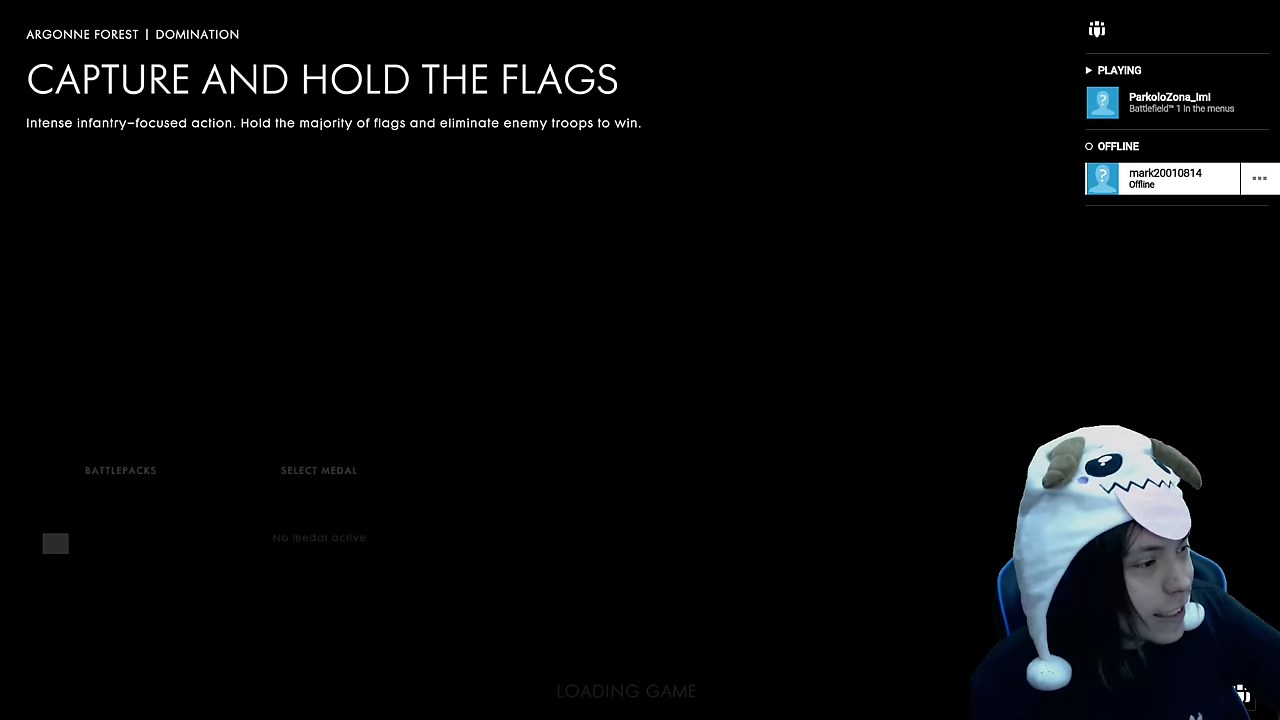 ARGONNE FOREST | DOMINATION
CAPTURE AND HOLD THE FLAGS
Intense infantry-focused action. Hold the majority of flags and eliminate enemy troops to win.
PLAYING
ParkoloZona_Iml
Battlefield™ 1 In the menus
OFFLINE
mark20010814
Offline
BATTLEPACKS
SELECT MEDAL
No medal active
LOADING GAME